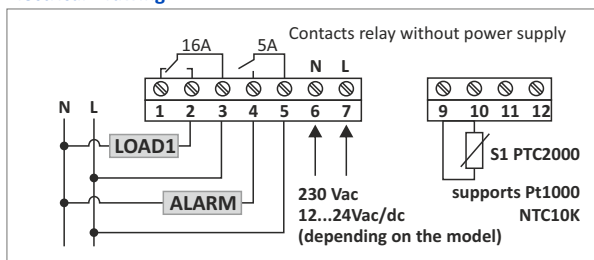 16A
5A
Contacts relay without power supply
N
L
1
2
3
4
5
6
7
9
10
11
12
N
L
LOAD1
ALARM
S1 PTC2000
230 Vac
12...24Vac/dc
(depending on the model)
supports Pt1000
NTC10K